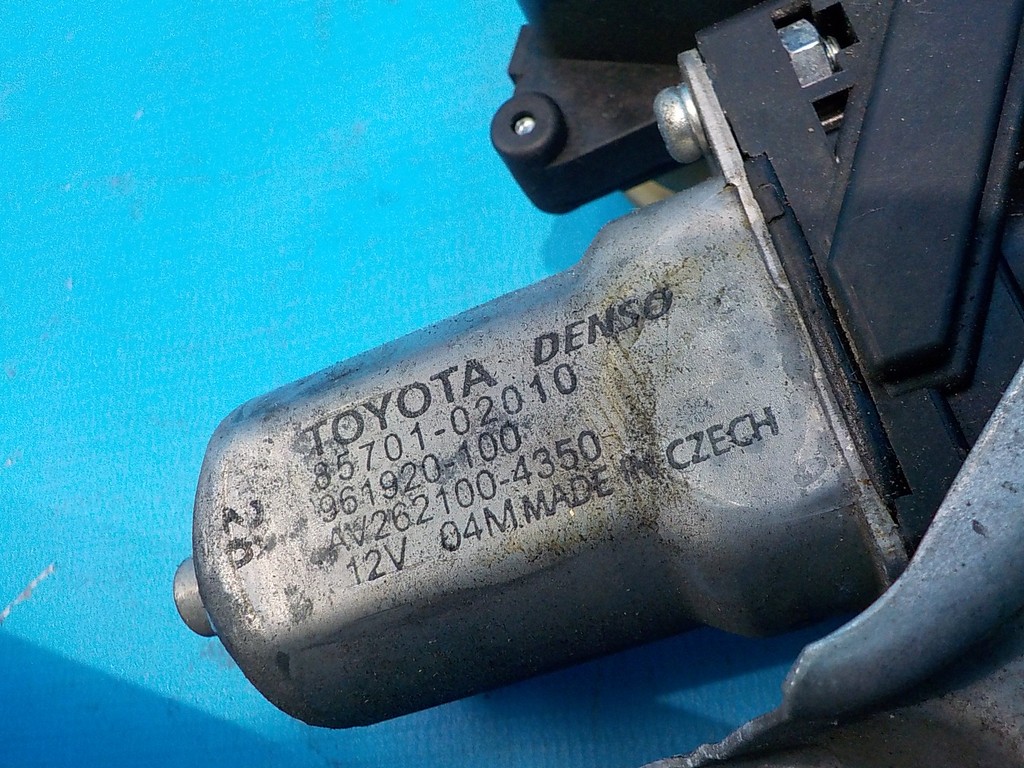 TOYOTA DENSO
85701-02010
961920-100
AV262100-4350
12V 04M MADE IN CZECH